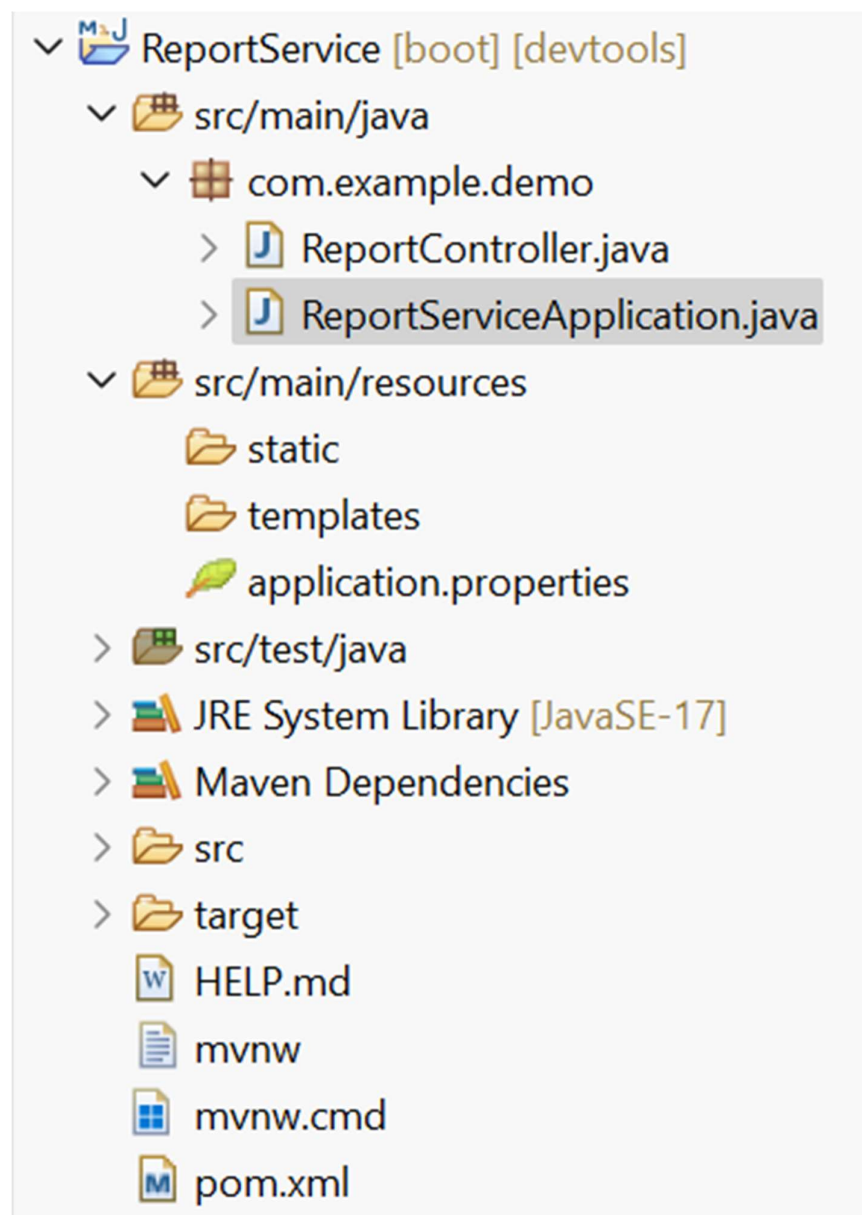 ReportService [boot] [devtools]
src/main/java
com.example.demo
ReportController.java
ReportServiceApplication.java
src/main/resources
static
templates
application.properties
src/test/java
JRE System Library [JavaSE-17]
Maven Dependencies
src
target
HELP.md
mvnw
mvnw.cmd
pom.xml